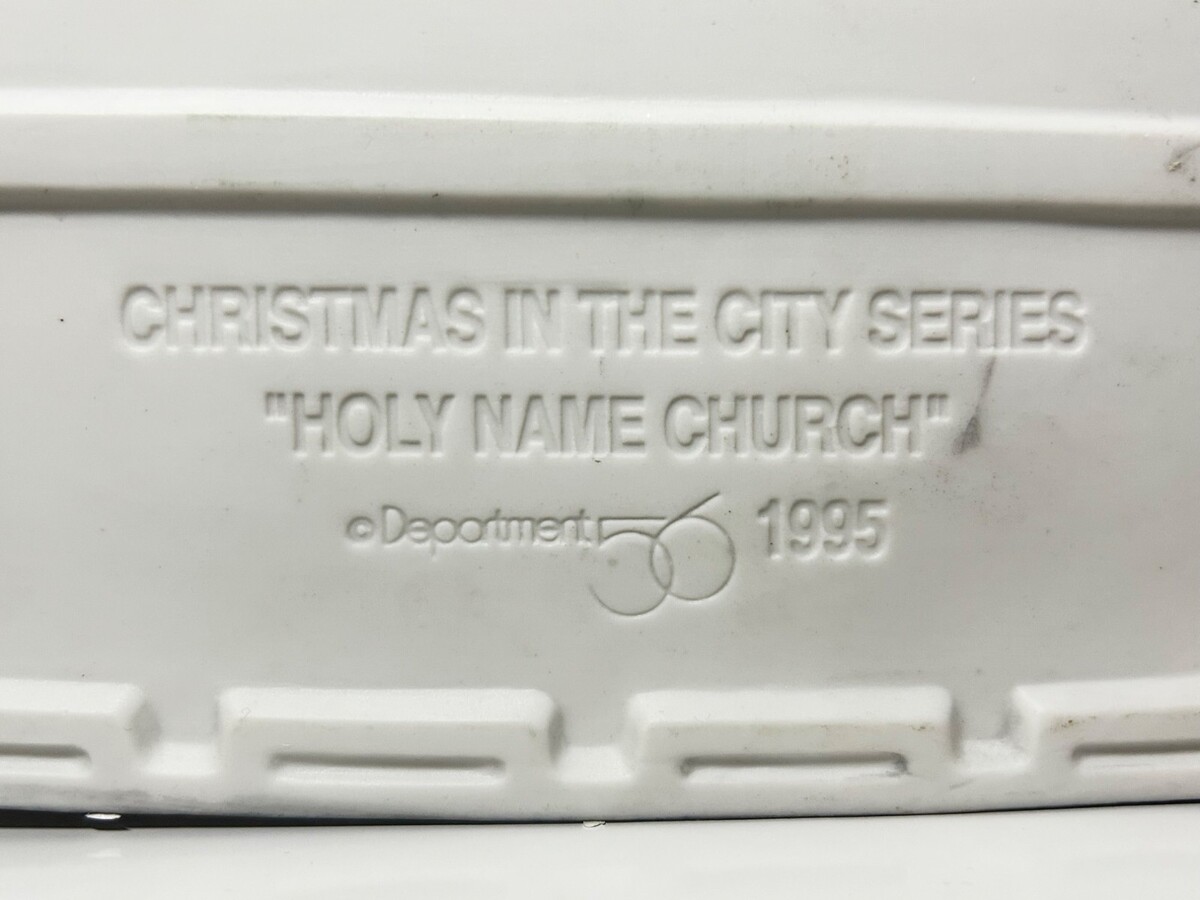 CHRISTMAS IN THE CITY SERIES
"HOLY NAME CHURCH"
© Department 56 1995